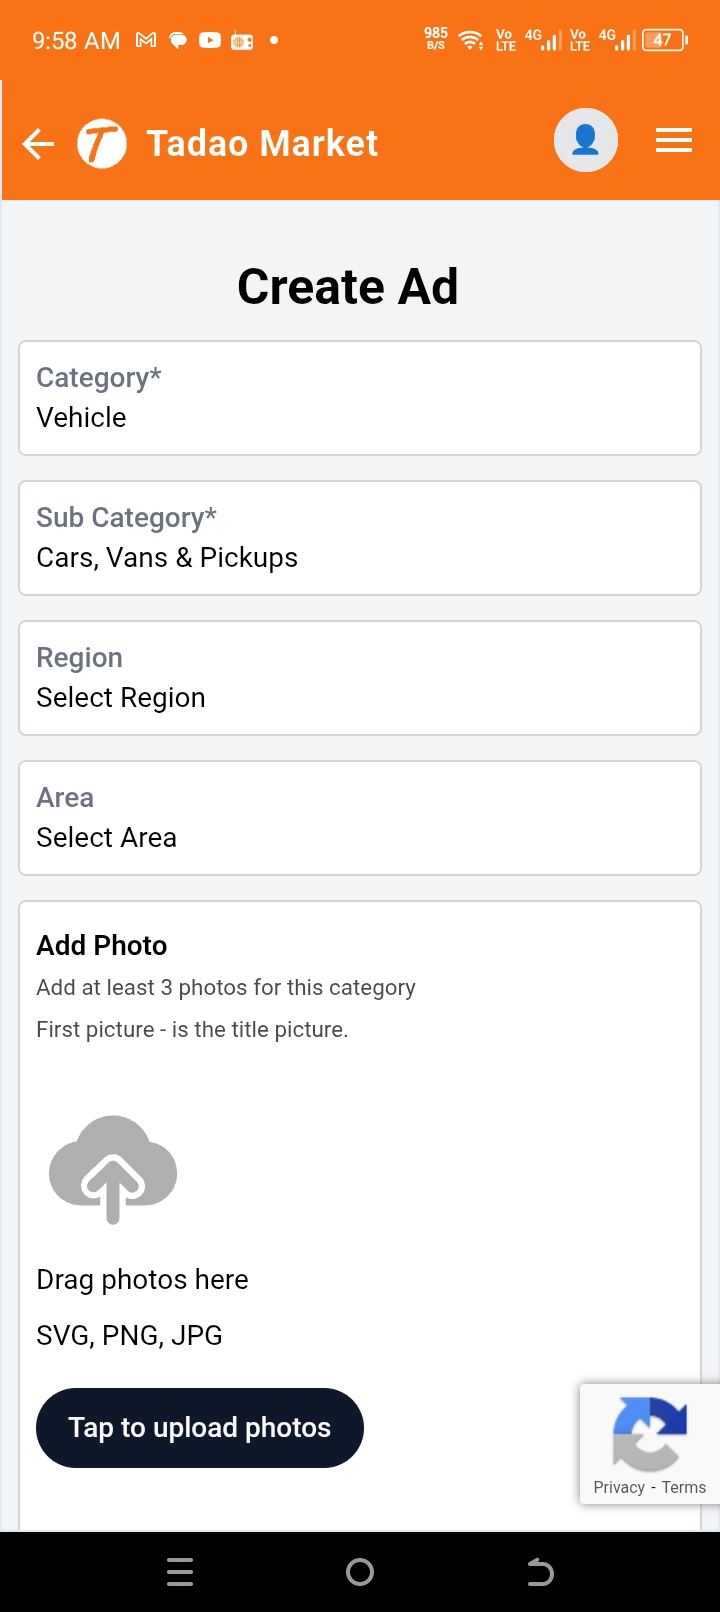 9:58 AM
985 B/S
Vo LTE 4G Vo LTE 4G 47
Tadao Market
Create Ad
Category*
Vehicle
Sub Category*
Cars, Vans & Pickups
Region
Select Region
Area
Select Area
Add Photo
Add at least 3 photos for this category
First picture - is the title picture.
Drag photos here
SVG, PNG, JPG
Tap to upload photos
Privacy - Terms